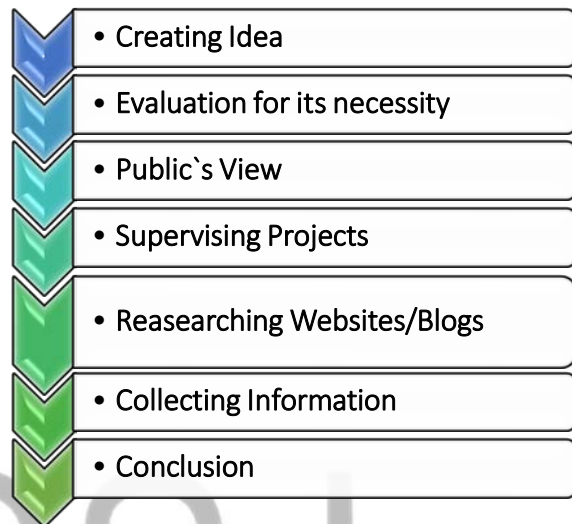 • Creating Idea
• Evaluation for its necessity
• Public`s View
• Supervising Projects
• Reasearching Websites/Blogs
• Collecting Information
• Conclusion